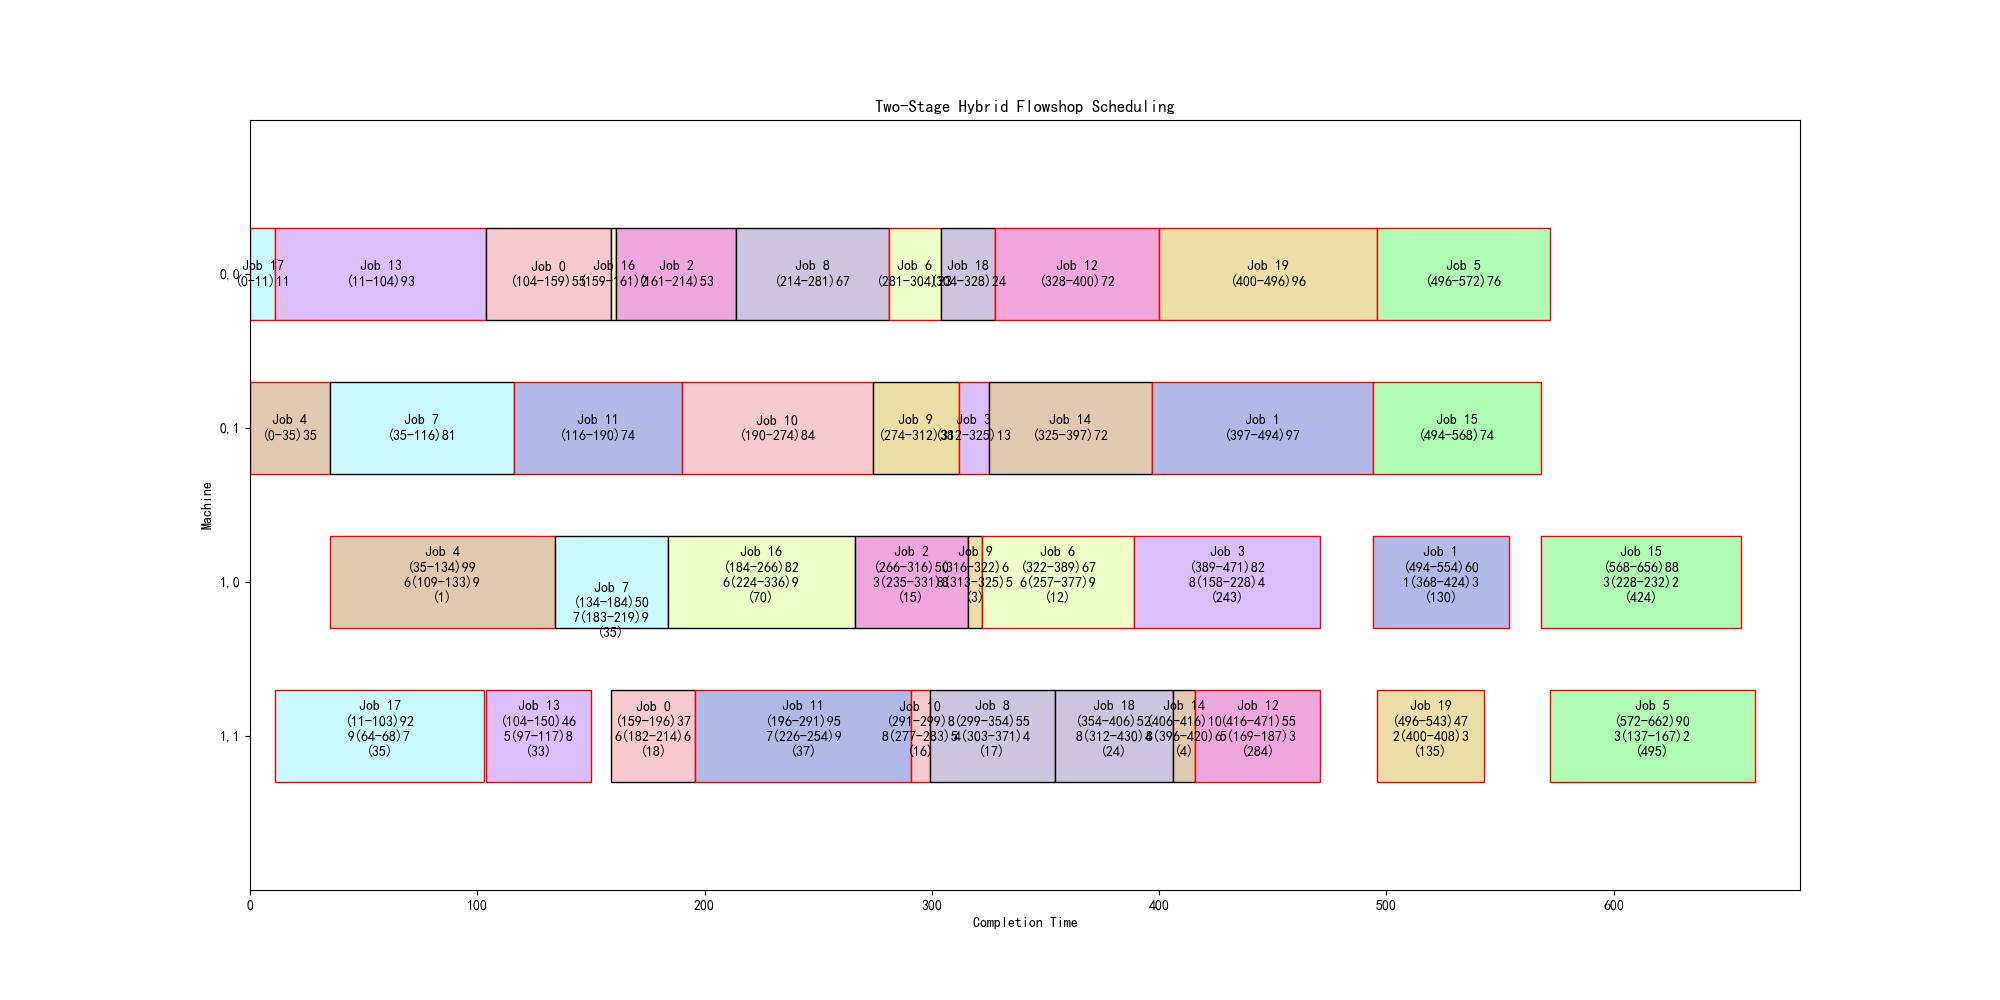 Two-Stage Hybrid Flowshop Scheduling
Machine
0,0
Job 17
(0-11)11
Job 13
(11-104)93
Job 0
(104-159)55
Job 16
(159-161)2
Job 2
(161-214)53
Job 8
(214-281)67
Job 6
(281-304)23
Job 18
(304-328)24
Job 12
(328-400)72
Job 19
(400-496)96
Job 5
(496-572)76
0,1
Job 4
(0-35)35
Job 7
(35-116)81
Job 11
(116-190)74
Job 10
(190-274)84
Job 9
(274-312)38
Job 3
(312-325)13
Job 14
(325-397)72
Job 1
(397-494)97
Job 15
(494-568)74
1,0
Job 4
(35-134)99
6(109-133)9
(1)
Job 7
(134-184)50
7(183-219)9
(35)
Job 16
(184-266)82
6(224-336)9
(70)
Job 2
(266-316)50
3(235-331)8
(15)
Job 9
(316-322)6
8(313-325)5
(3)
Job 6
(322-389)67
6(257-377)9
(12)
Job 3
(389-471)82
8(158-228)4
(243)
Job 1
(494-554)60
1(368-424)3
(130)
Job 15
(568-656)88
3(228-232)2
(424)
1,1
Job 17
(11-103)92
9(64-68)7
(35)
Job 13
(104-150)46
5(97-117)8
(33)
Job 0
(159-196)37
6(182-214)6
(18)
Job 11
(196-291)95
7(226-254)9
(37)
Job 10
(291-299)8
8(277-283)5
(16)
Job 8
(299-354)55
4(303-371)4
(17)
Job 18
(354-406)52
8(312-430)8
(24)
Job 14
(406-416)10
(396-420)6
(4)
Job 12
(416-471)55
(169-187)3
(284)
Job 19
(496-543)47
2(400-408)3
(135)
Job 5
(572-662)90
3(137-167)2
(495)
0 100 200 300 400 500 600
Completion Time